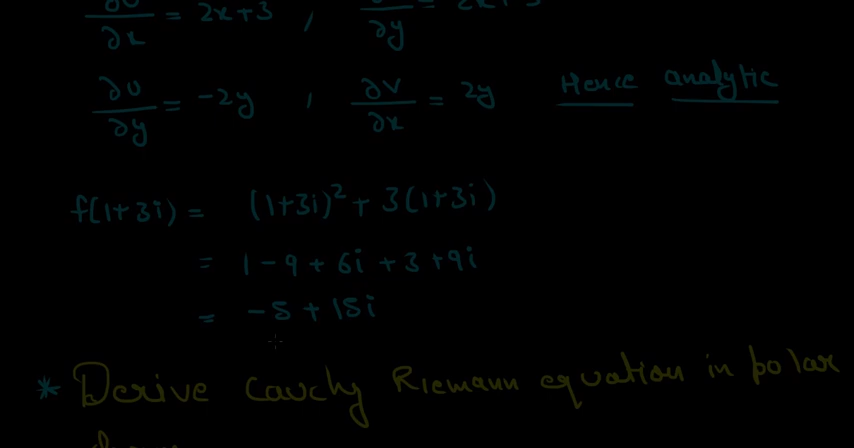 ∂u/∂x = 2x+3 , ∂y = 2x+3
∂u/∂y = -2y , ∂v/∂x = 2y Hence analytic
f(1+3i) = (1+3i)² + 3(1+3i)
= 1 - 9 + 6i + 3 + 9i
= -5 + 15i
* Derive Cauchy Riemann equation in polar